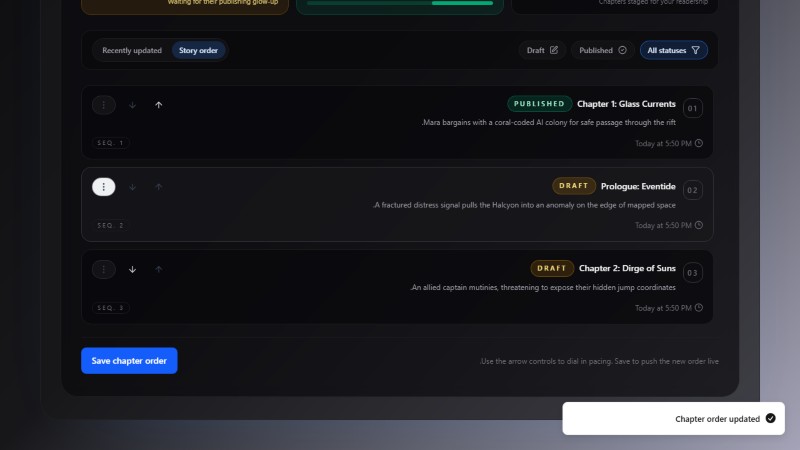 Waiting for their publishing glow-up
Chapters staged for your readership
Recently updated
Story order
Draft
Published
All statuses
PUBLISHED
Chapter 1: Glass Currents
01
.Mara bargains with a coral-coded AI colony for safe passage through the rift
SEQ. 1
Today at 5:50 PM
DRAFT
Prologue: Eventide
02
.A fractured distress signal pulls the Halcyon into an anomaly on the edge of mapped space
SEQ. 2
Today at 5:50 PM
DRAFT
Chapter 2: Dirge of Suns
03
.An allied captain mutinies, threatening to expose their hidden jump coordinates
SEQ. 3
Today at 5:50 PM
Save chapter order
.Use the arrow controls to dial in pacing. Save to push the new order live
Chapter order updated